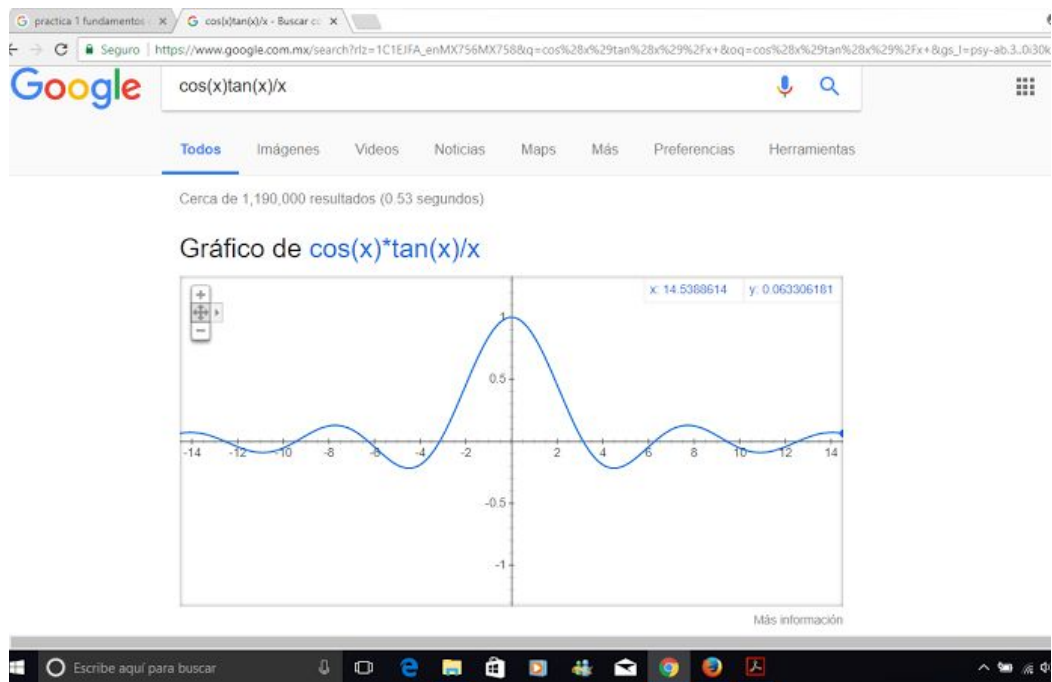 practica 1 fundamentos
cos(x)tan(x)/x - Buscar co
Seguro | https://www.google.com.mx/search?rlz=1C1EJFA_enMX756MX758&q=cos%28x%29tan%28x%29%2Fx+&oq=cos%28x%29tan%28x%29%2Fx+&gs_l=psy-ab.3..0i30k
Google
cos(x)tan(x)/x
Todos Imágenes Videos Noticias Maps Más Preferencias Herramientas
Cerca de 1,190,000 resultados (0.53 segundos)
Gráfico de cos(x)*tan(x)/x
x: 14.5388614 y: 0.063306181
1
0.5
-14 -12 -10 -8 -6 -4 -2 2 4 6 8 10 12 14
-0.5
-1
Más información
Escribe aquí para buscar